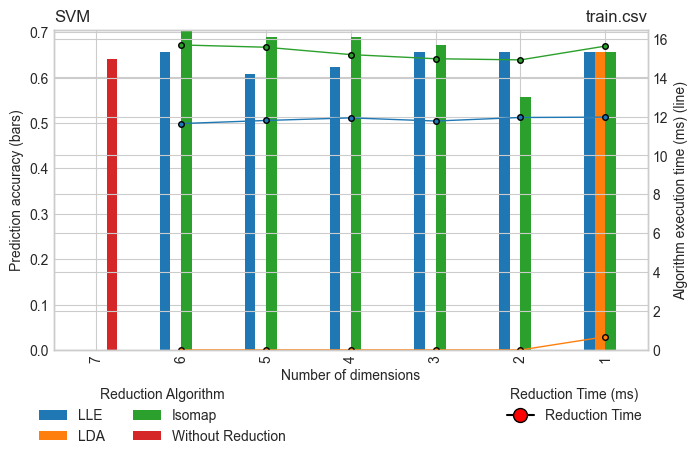 SVM train.csv
0.7 16
0.6 14
0.5 12
0.4 10
0.3 8
0.2 6
0.1 4
0.0 2
0
Prediction accuracy (bars)
Algorithm execution time (ms) (line)
7 6 5 4 3 2 1
Number of dimensions
Reduction Algorithm
LLE Isomap
LDA Without Reduction
Reduction Time (ms)
Reduction Time